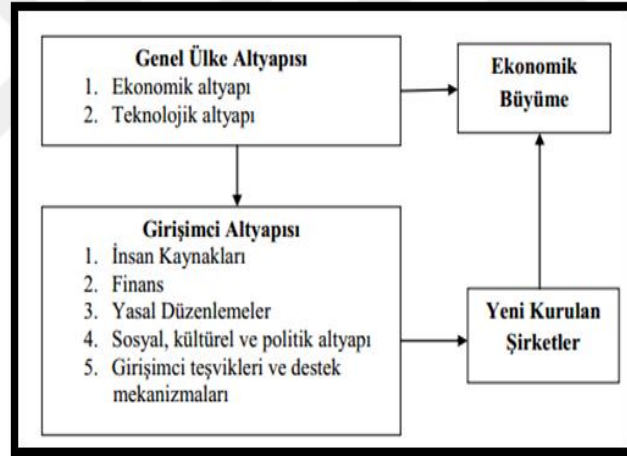 Genel Ülke Altyapısı
1. Ekonomik altyapı
2. Teknolojik altyapı
Ekonomik
Büyüme
Girişimci Altyapısı
1. İnsan Kaynakları
2. Finans
3. Yasal Düzenlemeler
4. Sosyal, kültürel ve politik altyapı
5. Girişimci teşvikleri ve destek
mekanizmaları
Yeni Kurulan
Şirketler